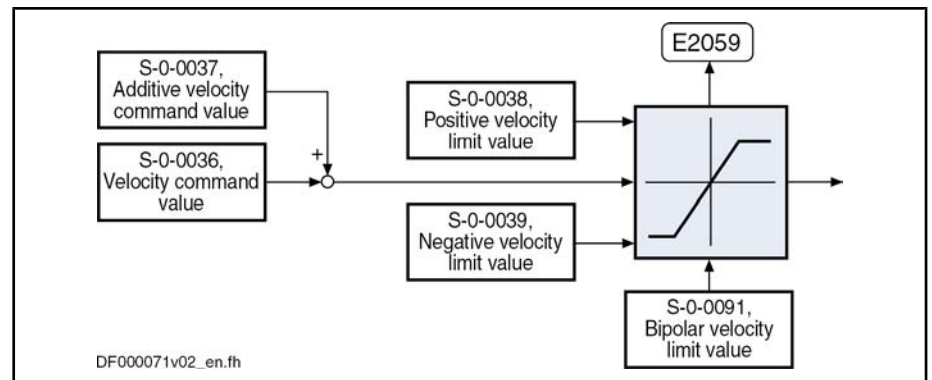 E2059
S-0-0037,
Additive velocity
command value
S-0-0038,
Positive velocity
limit value
+
S-0-0036,
Velocity command
value
S-0-0039,
Negative velocity
limit value
S-0-0091,
Bipolar velocity
limit value
DF000071v02_en.fh